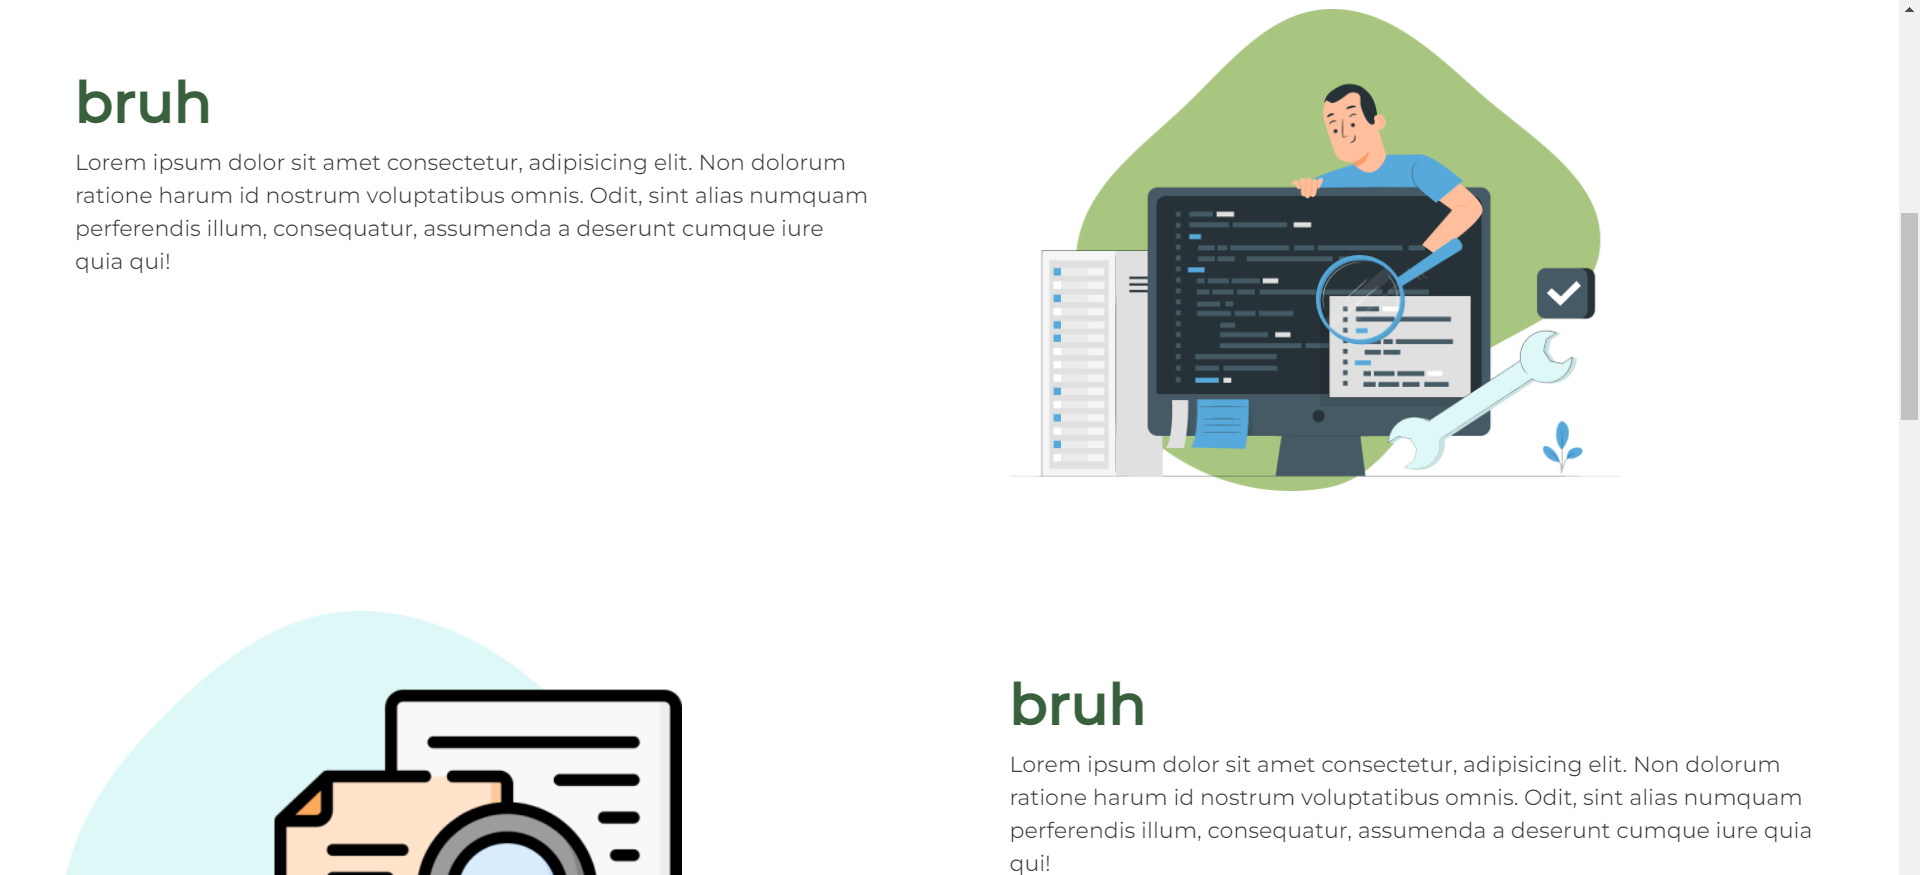 bruh
Lorem ipsum dolor sit amet consectetur, adipisicing elit. Non dolorum
ratione harum id nostrum voluptatibus omnis. Odit, sint alias numquam
perferendis illum, consequatur, assumenda a deserunt cumque iure
quia qui!
bruh
Lorem ipsum dolor sit amet consectetur, adipisicing elit. Non dolorum
ratione harum id nostrum voluptatibus omnis. Odit, sint alias numquam
perferendis illum, consequatur, assumenda a deserunt cumque iure quia
qui!